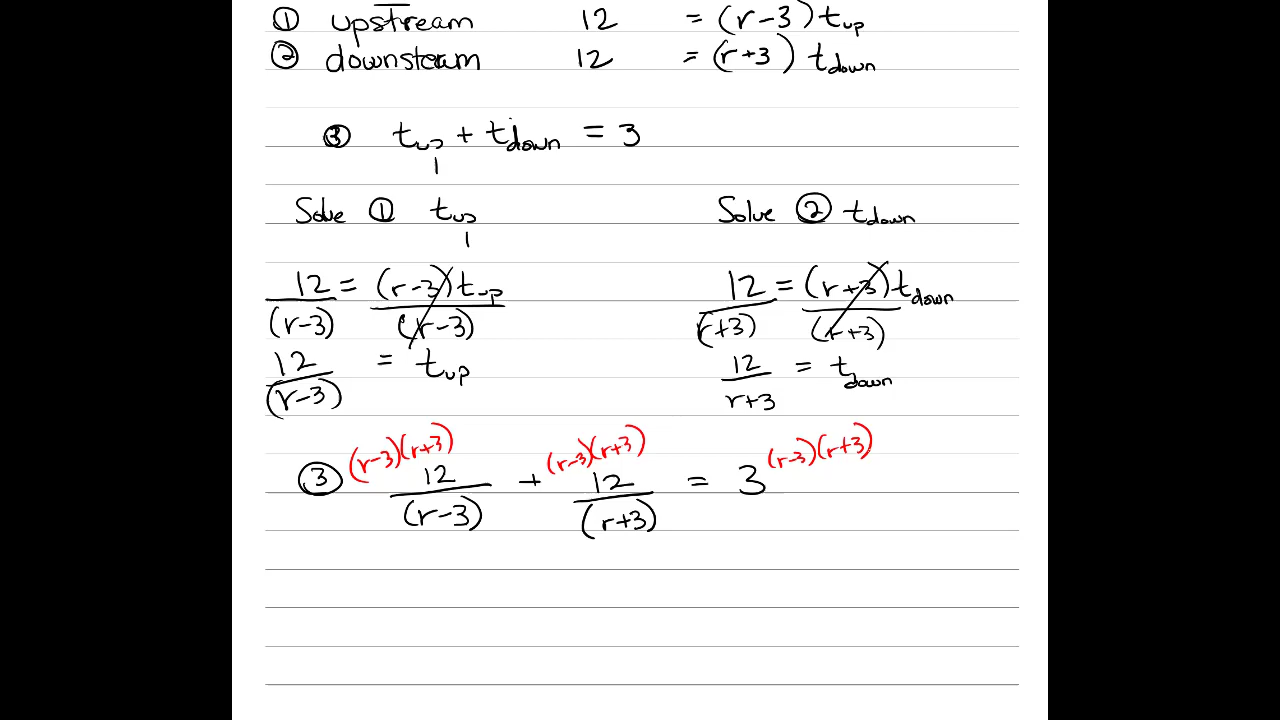 ① upstream 12 = (r-3) t_up
② downsteram 12 = (r+3) t_down
③ t_up + t_down = 3
Solve ① t_up Solve ② t_down
12 = (r-3) t_up 12 = (r+3) t_down
(r-3) (r-3) (r+3) (r+3)
12/(r-3) = t_up 12/r+3 = t_down
(r-3)(r+3) (r-3)(r+3) (r-3)(r+3)
③ 12/(r-3) + 12/(r+3) = 3